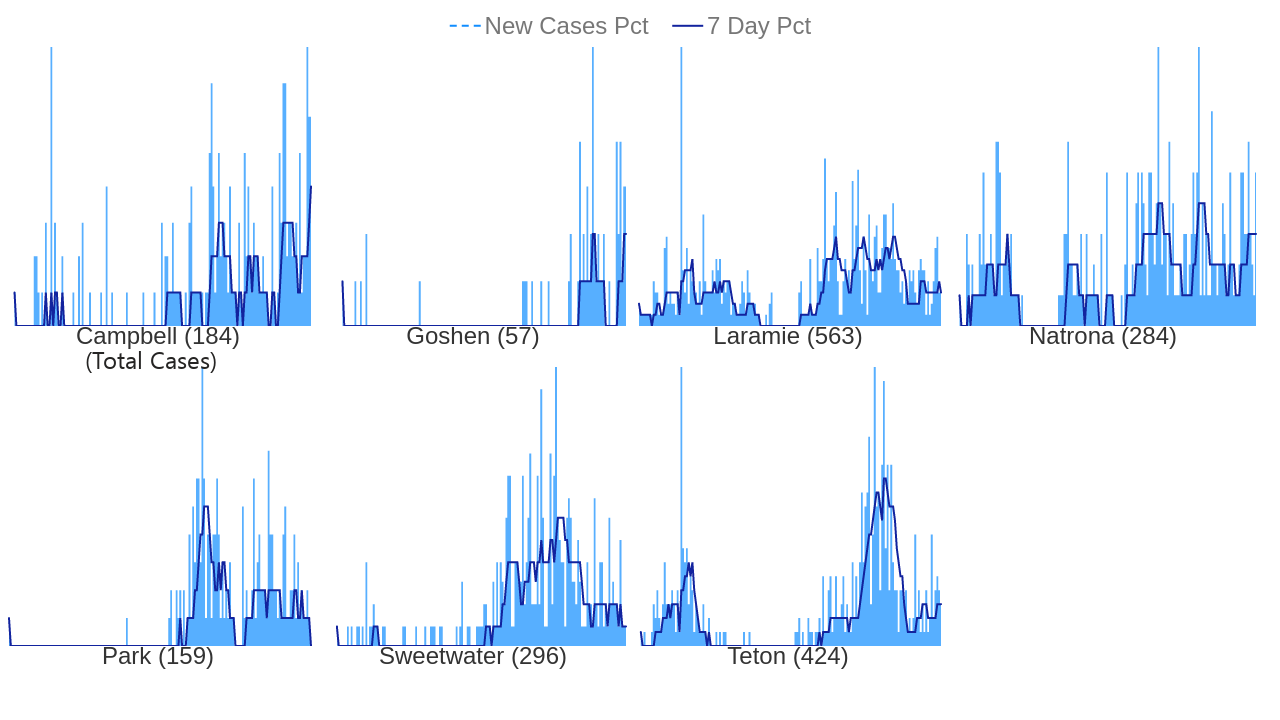 New Cases Pct 7 Day Pct
Campbell (184) Goshen (57) Laramie (563) Natrona (284)
(Total Cases)
Park (159) Sweetwater (296) Teton (424)